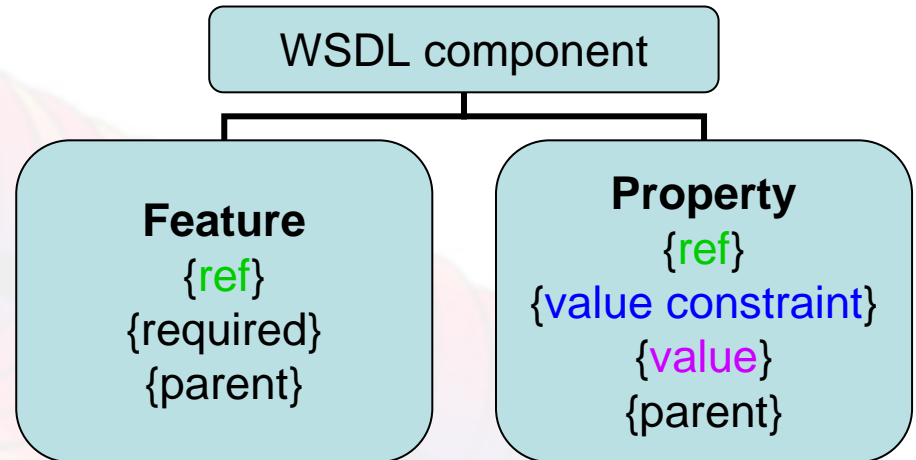 WSDL component
Feature
{ref}
{required}
{parent}
Property
{ref}
{value constraint}
{value}
{parent}